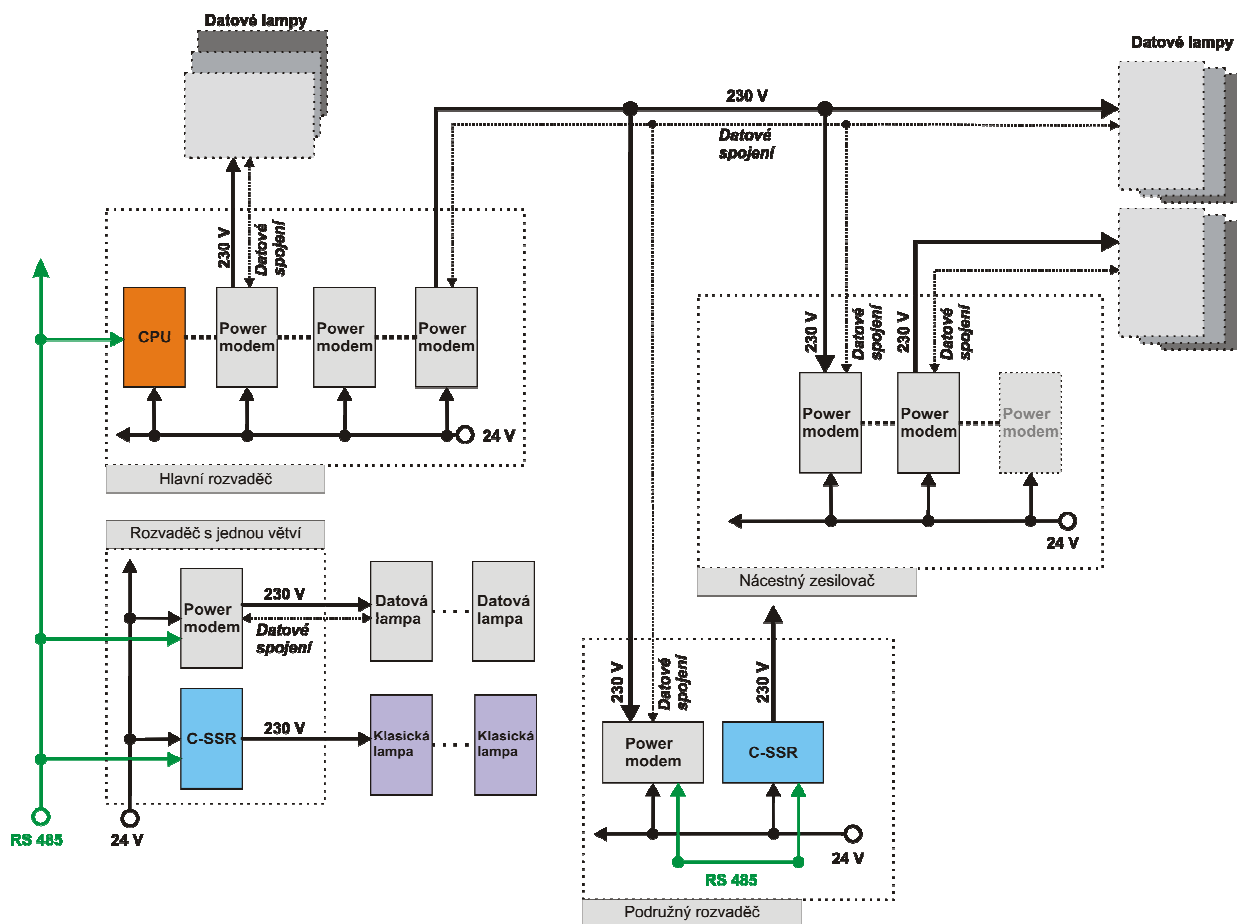 Datové lampy
Datové lampy
230 V
Datové
spojení
230 V
Datové
spojení
CPU
Power
modem
Power
modem
Power
modem
24 V
Hlavní rozvaděč
230 V
Datové
spojení
230 V
Power
modem
Power
modem
Power
modem
24 V
Nácestný zesilovač
Rozvaděč s jednou větví
Power
modem
230 V
Datové
spojení
Datová
lampa
Datová
lampa
C-SSR
230 V
Klasická
lampa
Klasická
lampa
RS 485
24 V
230 V
Datové
spojení
230 V
Power
modem
C-SSR
24 V
RS 485
Podružný rozvaděč